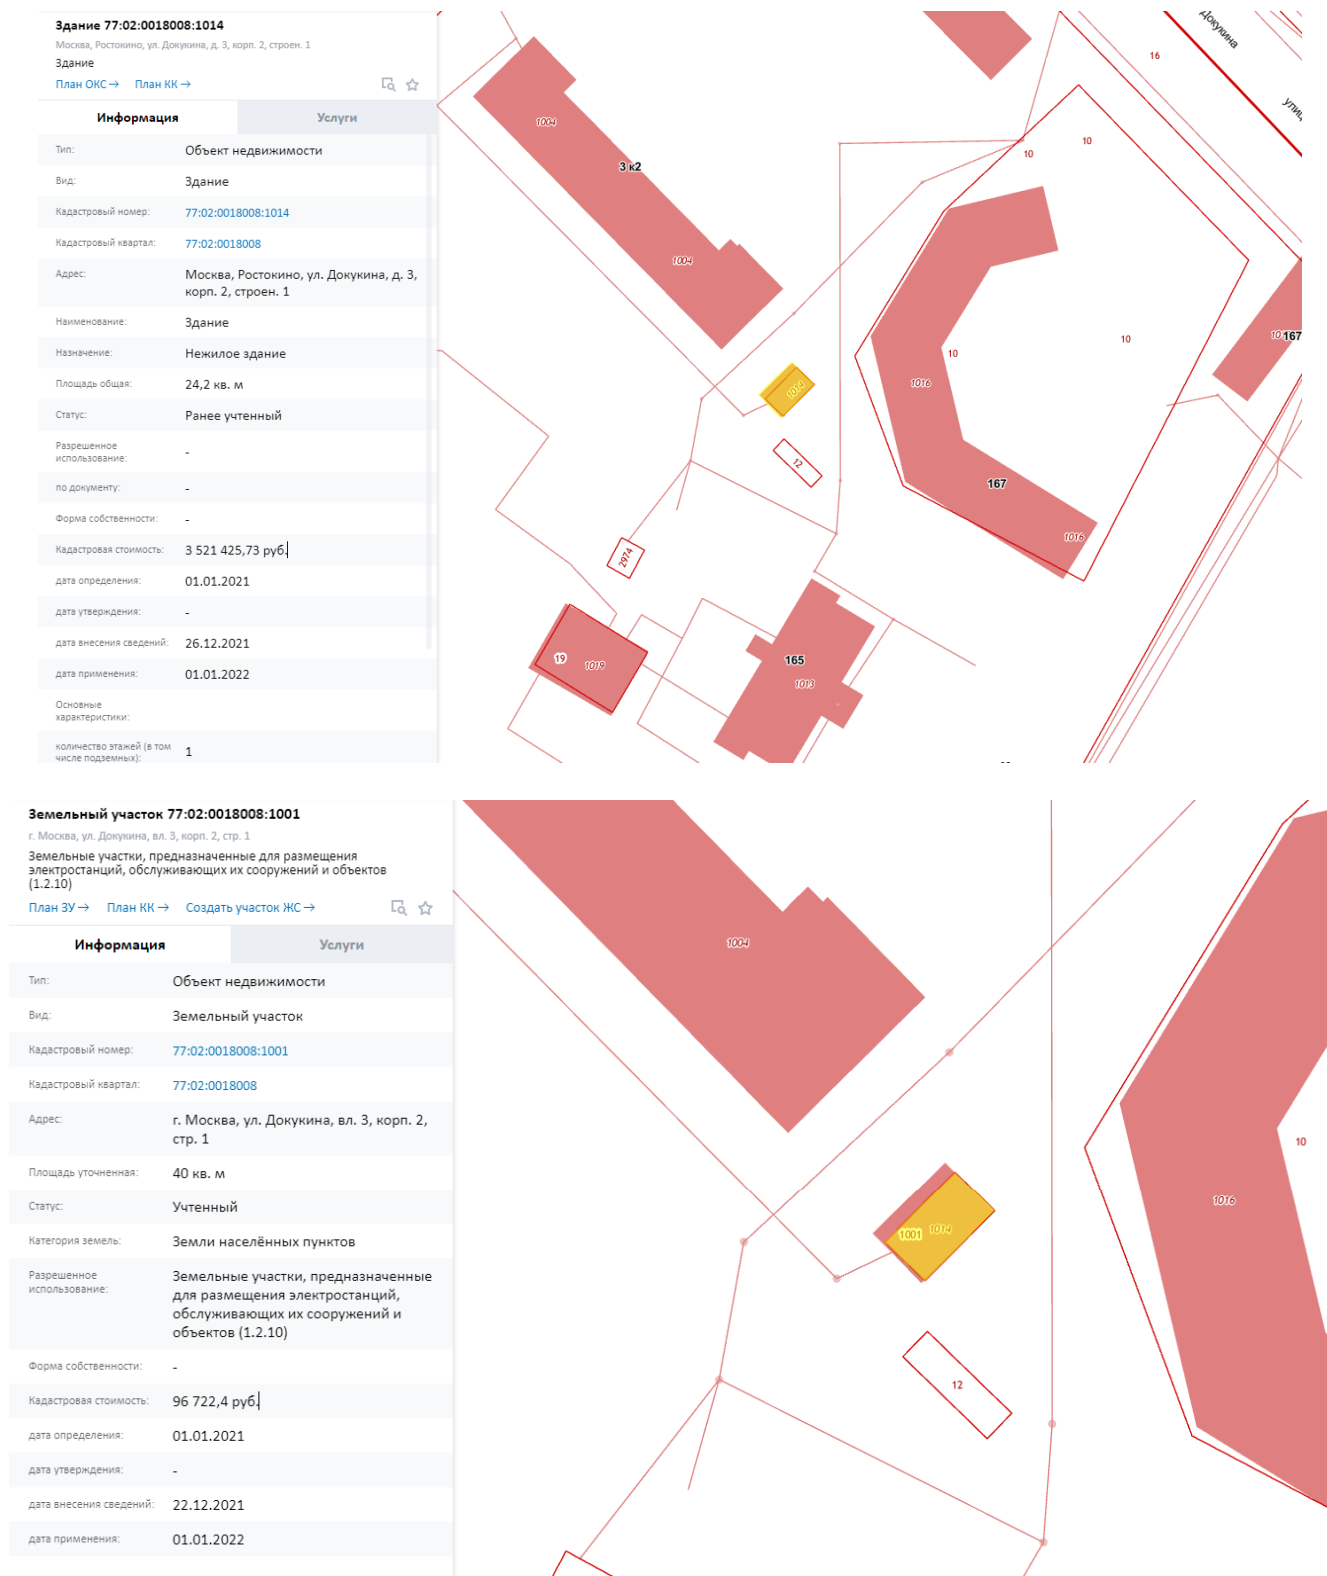 Здание 77:02:0018008:1014
Москва, Ростокино, ул. Докукина, д. 3, корп. 2, строен. 1
Здание
План ОКС → План КК →
Информация Услуги
Тип: Объект недвижимости
Вид: Здание
Кадастровый номер: 77:02:0018008:1014
Кадастровый квартал: 77:02:0018008
Адрес: Москва, Ростокино, ул. Докукина, д. 3,
корп. 2, строен. 1
Наименование: Здание
Назначение: Нежилое здание
Площадь общая: 24,2 кв. м
Статус: Ранее учтенный
Разрешенное
использование: -
по документу: -
Форма собственности: -
Кадастровая стоимость: 3 521 425,73 руб.
дата определения: 01.01.2021
дата утверждения: -
дата внесения сведений: 26.12.2021
дата применения: 01.01.2022
Основные
характеристики:
количество этажей (в том
числе подземных): 1
Докукина
улиц
16
1004
3 к2
10
10
1004
10
10
167
1014
1016
12
167
1016
2974
19
1019
165
1013
Земельный участок 77:02:0018008:1001
г. Москва, ул. Докукина, вл. 3, корп. 2, стр. 1
Земельные участки, предназначенные для размещения
электростанций, обслуживающих их сооружений и объектов
(1.2.10)
План ЗУ → План КК → Создать участок ЖС →
Информация Услуги
Тип: Объект недвижимости
Вид: Земельный участок
Кадастровый номер: 77:02:0018008:1001
Кадастровый квартал: 77:02:0018008
Адрес: г. Москва, ул. Докукина, вл. 3, корп. 2,
стр. 1
Площадь уточненная: 40 кв. м
Статус: Учтенный
Категория земель: Земли населённых пунктов
Разрешенное
использование: Земельные участки, предназначенные
для размещения электростанций,
обслуживающих их сооружений и
объектов (1.2.10)
Форма собственности: -
Кадастровая стоимость: 96 722,4 руб.
дата определения: 01.01.2021
дата утверждения: -
дата внесения сведений: 22.12.2021
дата применения: 01.01.2022
1004
10
1016
1001 1014
12